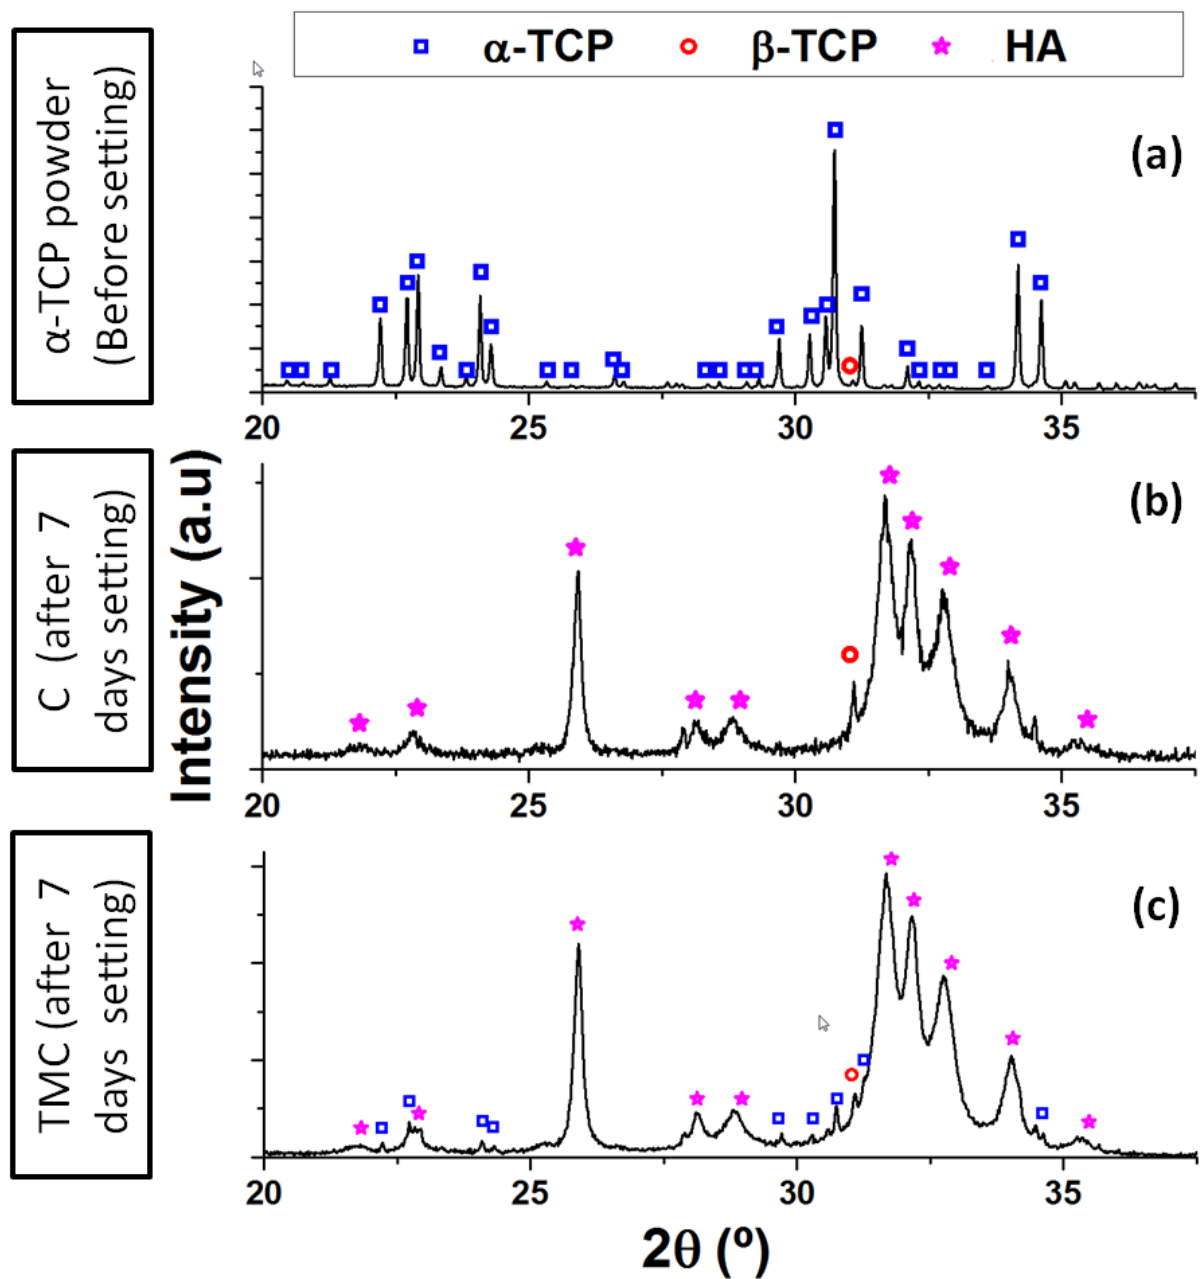 α-TCP β-TCP HA
α-TCP powder
(Before setting)
(a)
20 25 30 35
C (after 7
days setting)
Intensity (a.u)
(b)
20 25 30 35
TMC (after 7
days setting)
(c)
20 25 30 35
2θ (º)